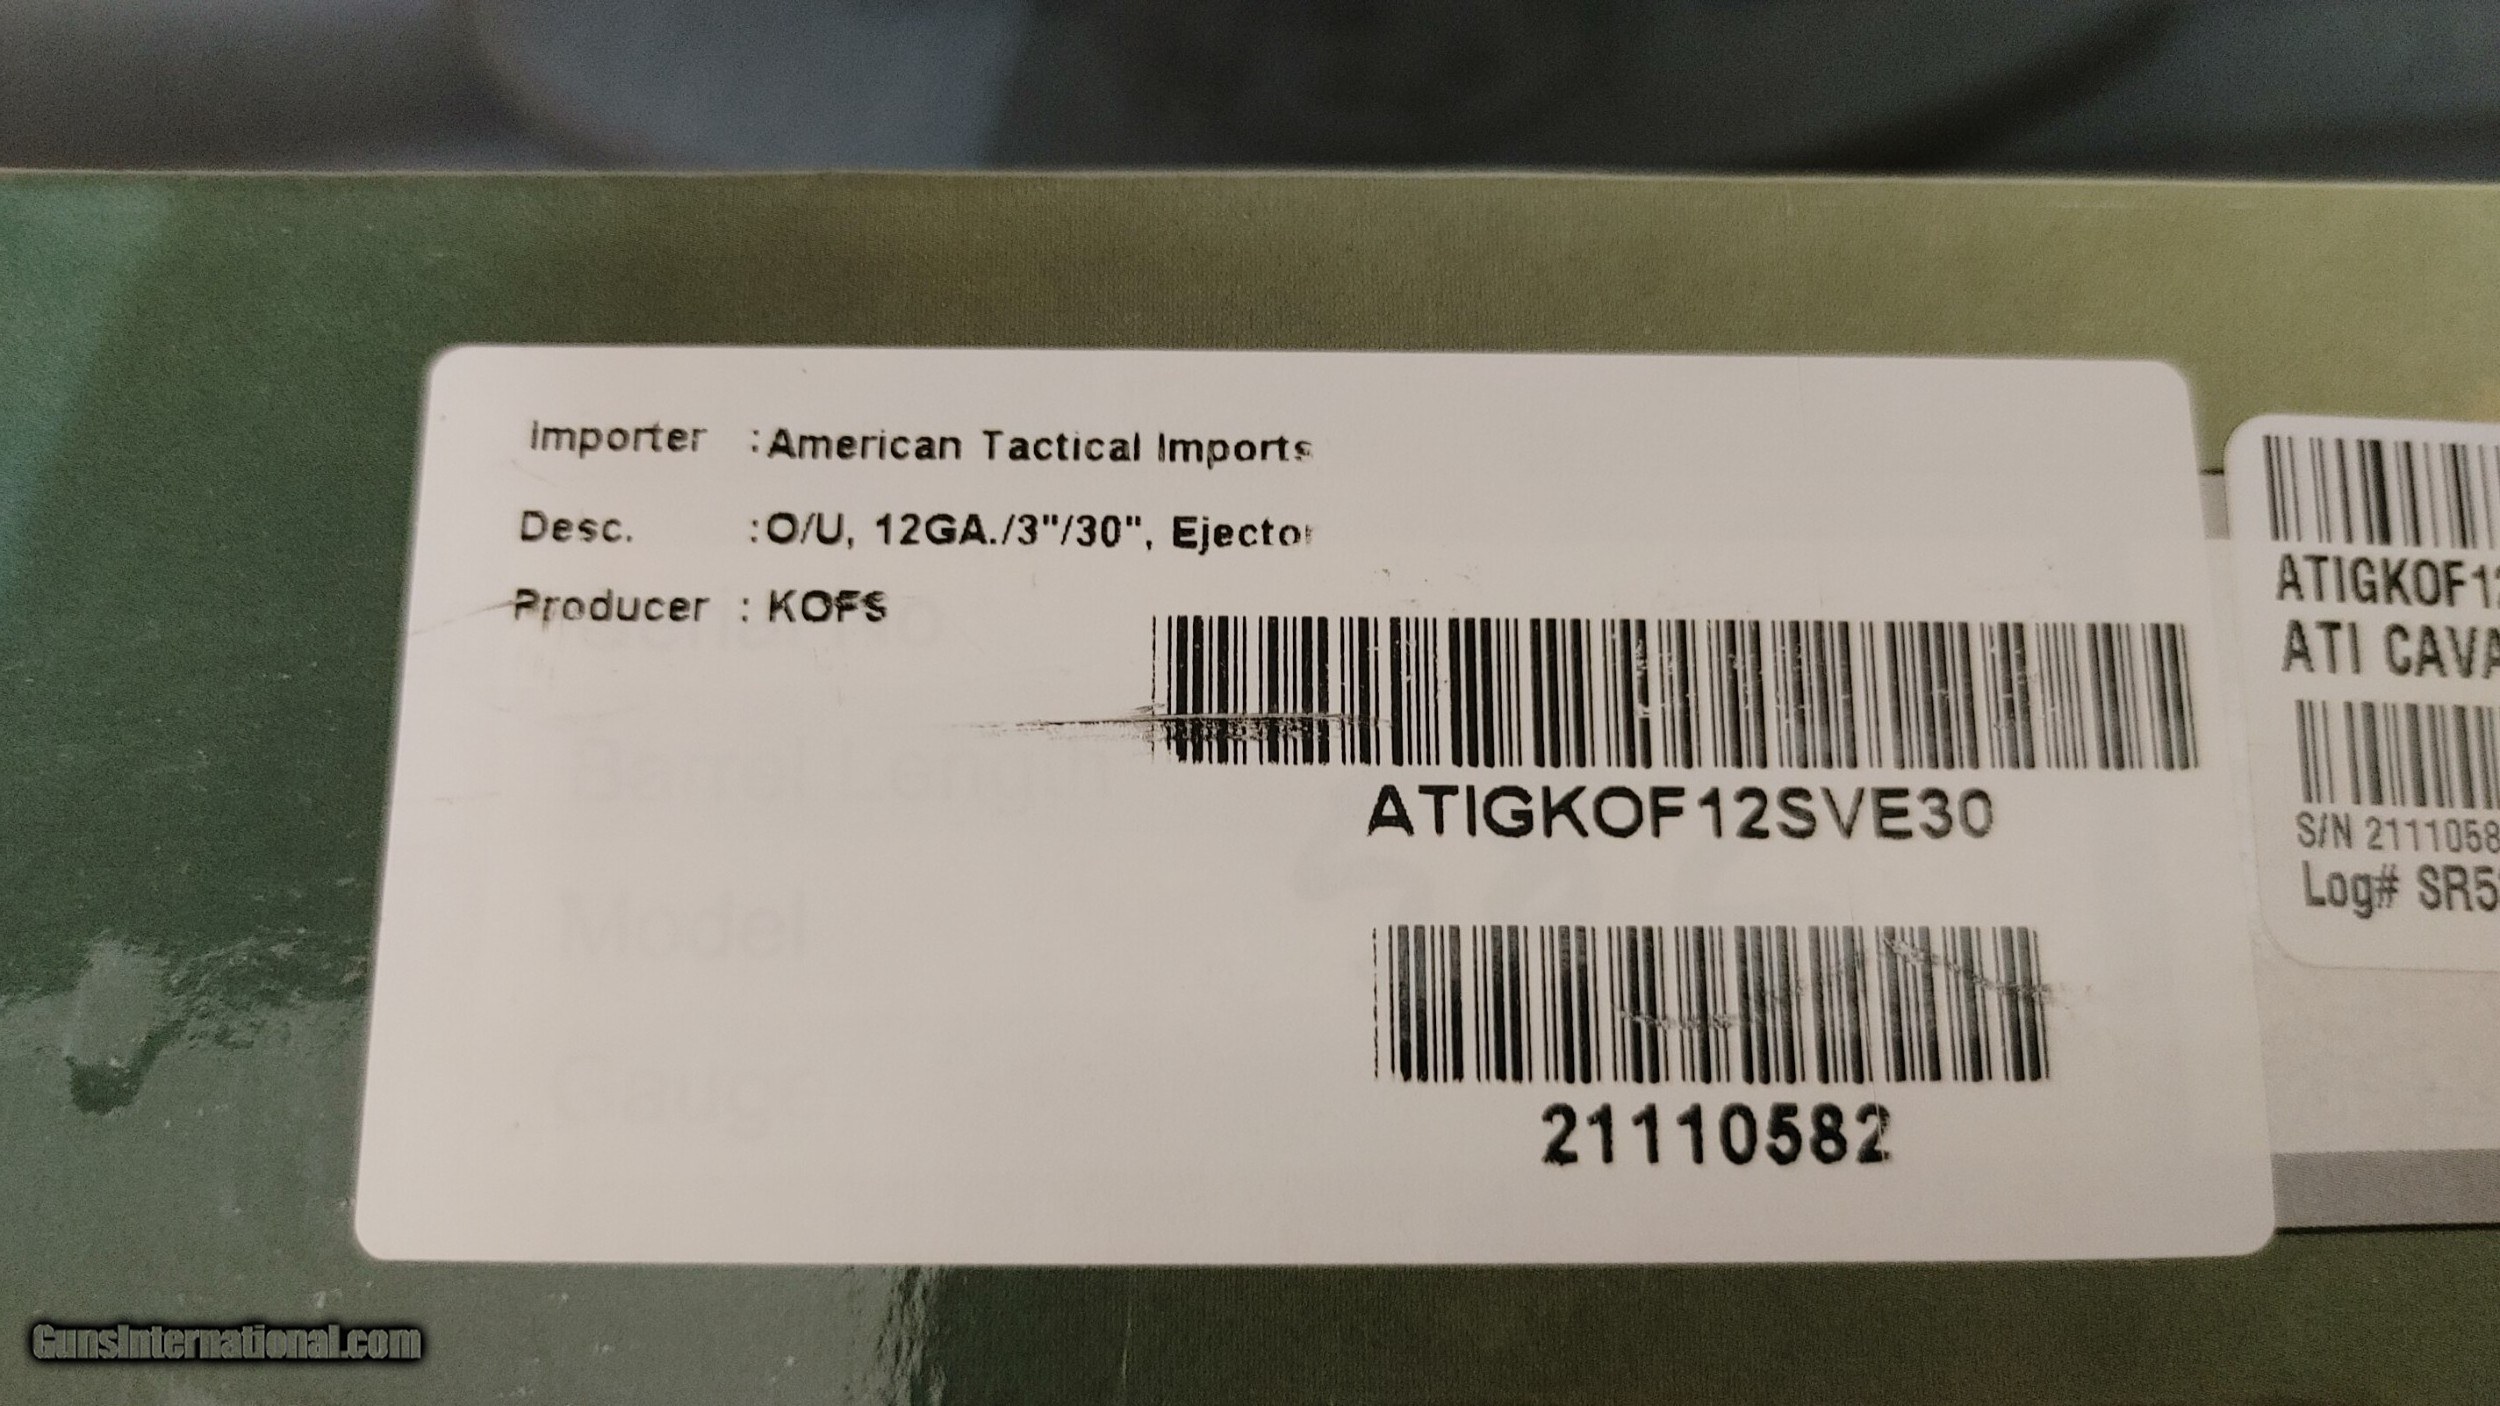 Importer :American Tactical Imports
Desc. :O/U, 12GA./3"/30", Ejector
Producer : KOFS
ATIGKOF12SVE30
21110582
ATIGKOF12
ATI CAVA
S/N 2111058
Log# SR5
Model
GunsInternational.com